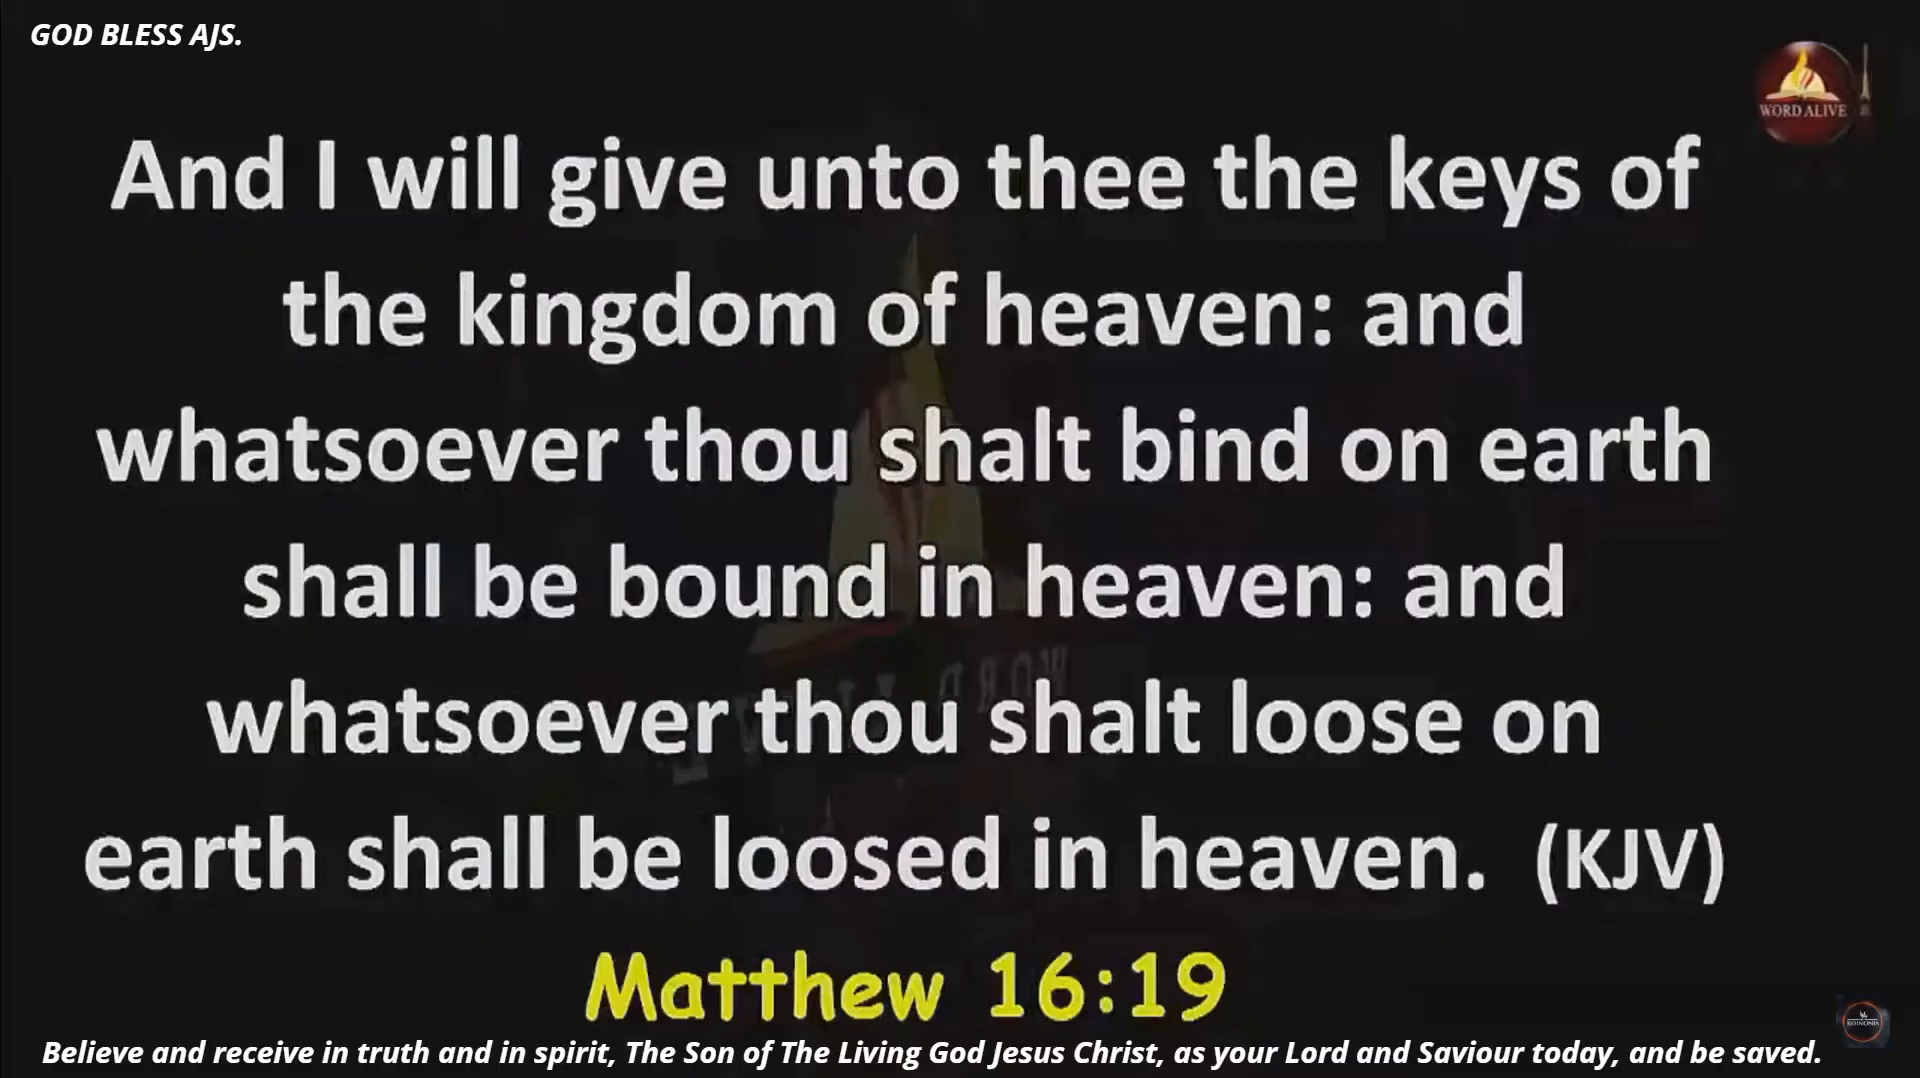 GOD BLESS AJS.
WORD ALIVE
And I will give unto thee the keys of
the kingdom of heaven: and
whatsoever thou shalt bind on earth
shall be bound in heaven: and
whatsoever thou shalt loose on
earth shall be loosed in heaven. (KJV)
Matthew 16:19
KOINONIA
Believe and receive in truth and in spirit, The Son of The Living God Jesus Christ, as your Lord and Saviour today, and be saved.